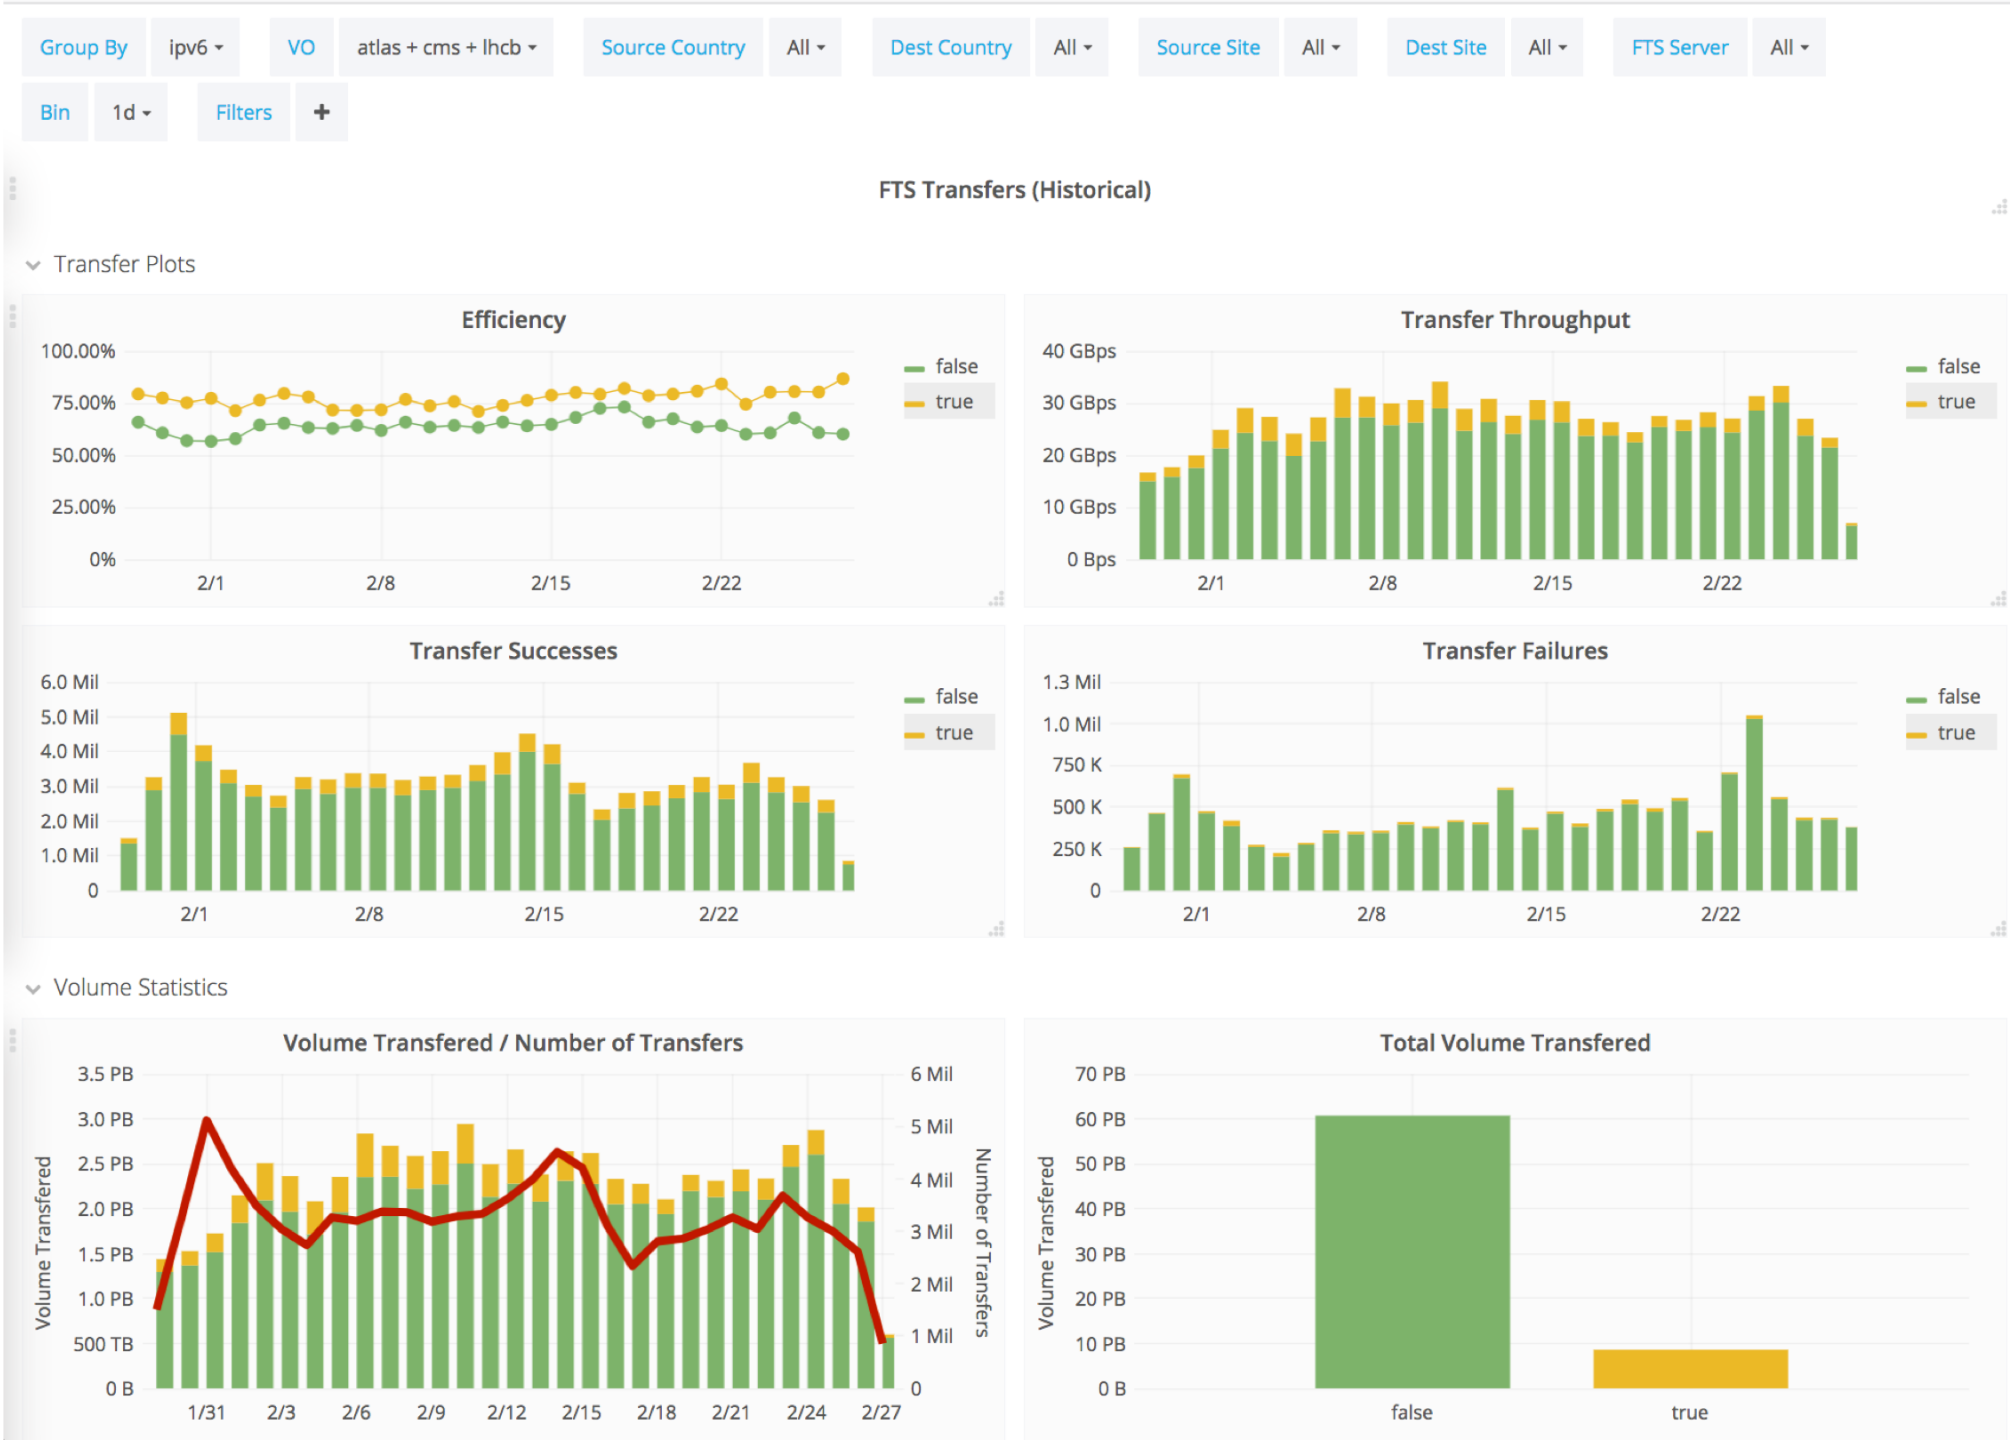 Group By ipv6 VO atlas + cms + lhcb Source Country All Dest Country All Source Site All Dest Site All FTS Server All
Bin 1d Filters +
FTS Transfers (Historical)
Transfer Plots
Efficiency
100.00%
75.00%
50.00%
25.00%
0%
2/1 2/8 2/15 2/22
false
true
Transfer Throughput
40 GBps
30 GBps
20 GBps
10 GBps
0 Bps
2/1 2/8 2/15 2/22
false
true
Transfer Successes
6.0 Mil
5.0 Mil
4.0 Mil
3.0 Mil
2.0 Mil
1.0 Mil
0
2/1 2/8 2/15 2/22
false
true
Transfer Failures
1.3 Mil
1.0 Mil
750 K
500 K
250 K
0
2/1 2/8 2/15 2/22
false
true
Volume Statistics
Volume Transfered / Number of Transfers
Volume Transfered
3.5 PB
3.0 PB
2.5 PB
2.0 PB
1.5 PB
1.0 PB
500 TB
0 B
1/31 2/3 2/6 2/9 2/12 2/15 2/18 2/21 2/24 2/27
6 Mil
5 Mil
4 Mil
3 Mil
2 Mil
1 Mil
0
Number of Transfers
Total Volume Transfered
Volume Transfered
70 PB
60 PB
50 PB
40 PB
30 PB
20 PB
10 PB
0 B
false true